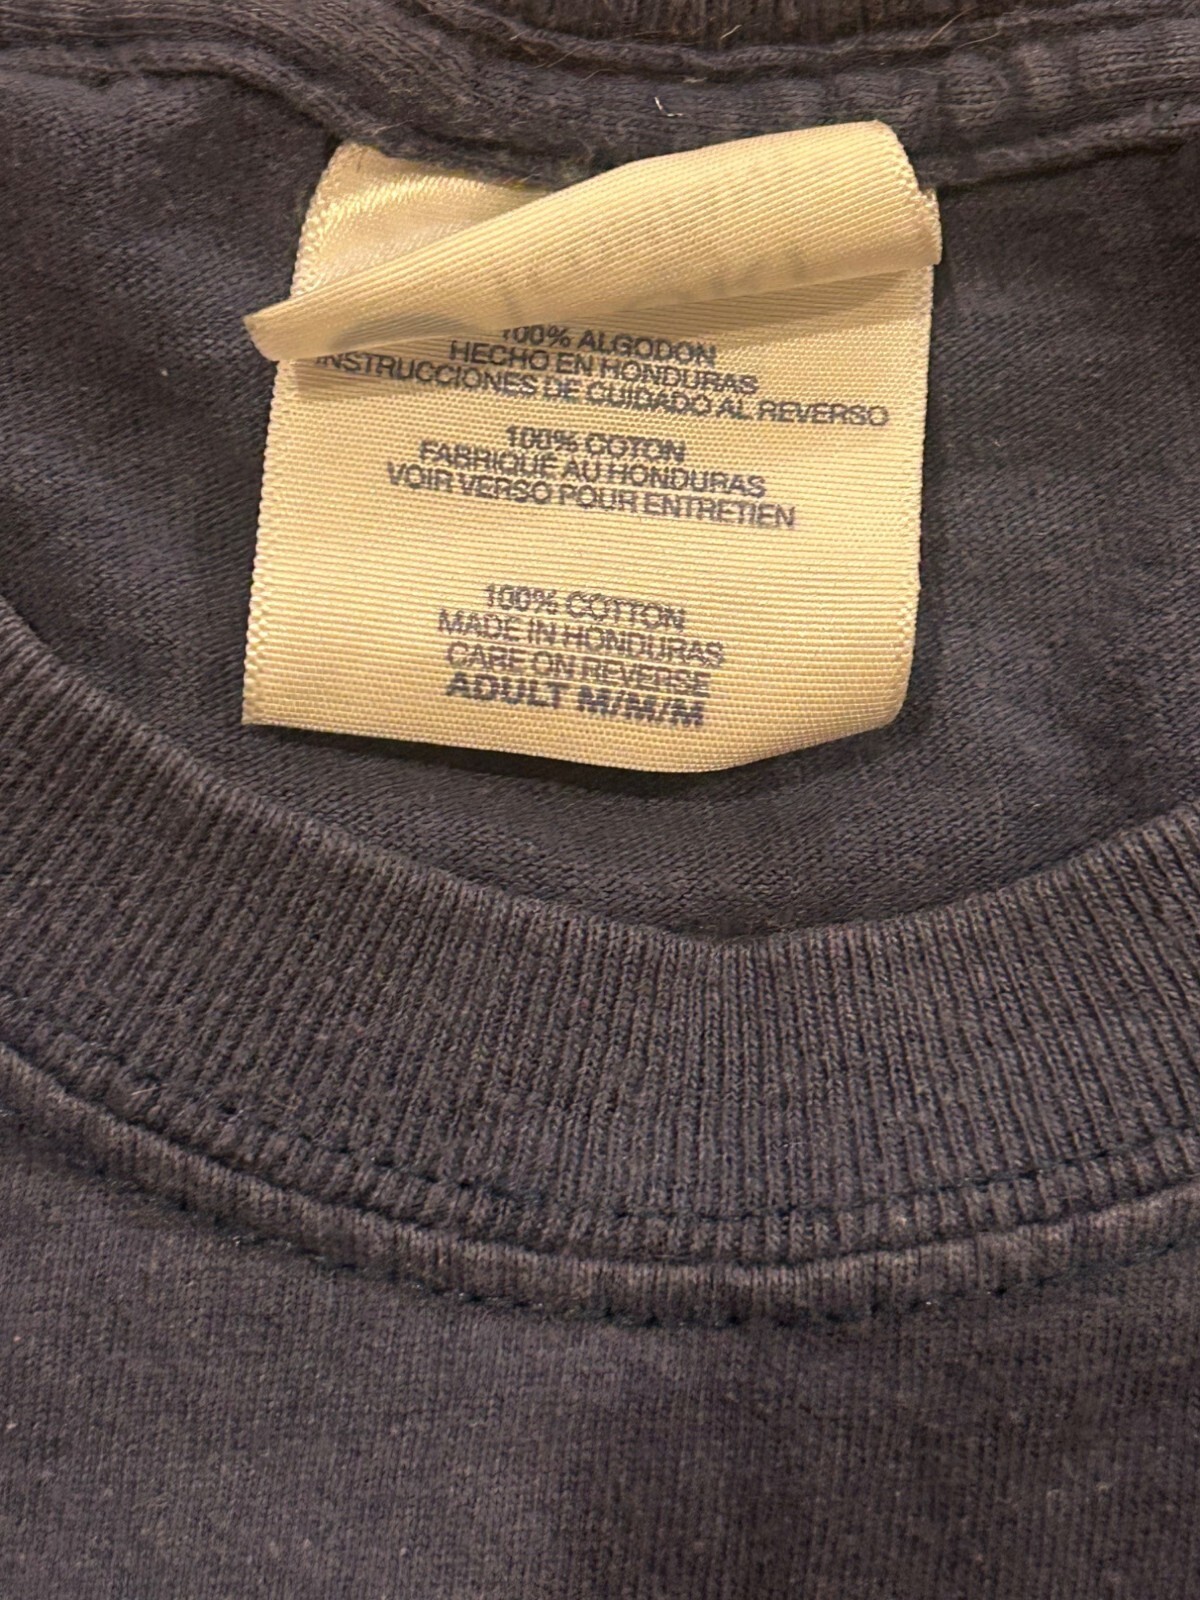 100% ALGODON
HECHO EN HONDURAS
INSTRUCCIONES DE CUIDADO AL REVERSO
100% COTON
FABRIQUÉ AU HONDURAS
VOIR VERSO POUR ENTRETIEN
100% COTTON
MADE IN HONDURAS
CARE ON REVERSE
ADULT M/M/M